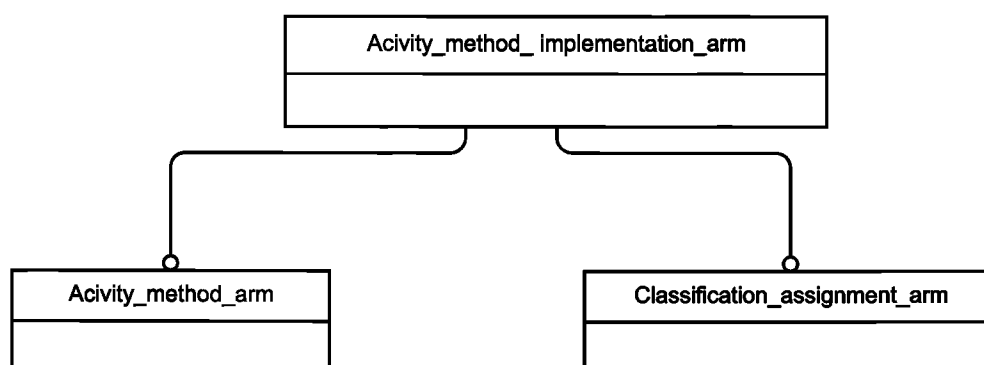 Acivity_method_ implementation_arm
Acivity_method_arm
Classification_assignment_arm